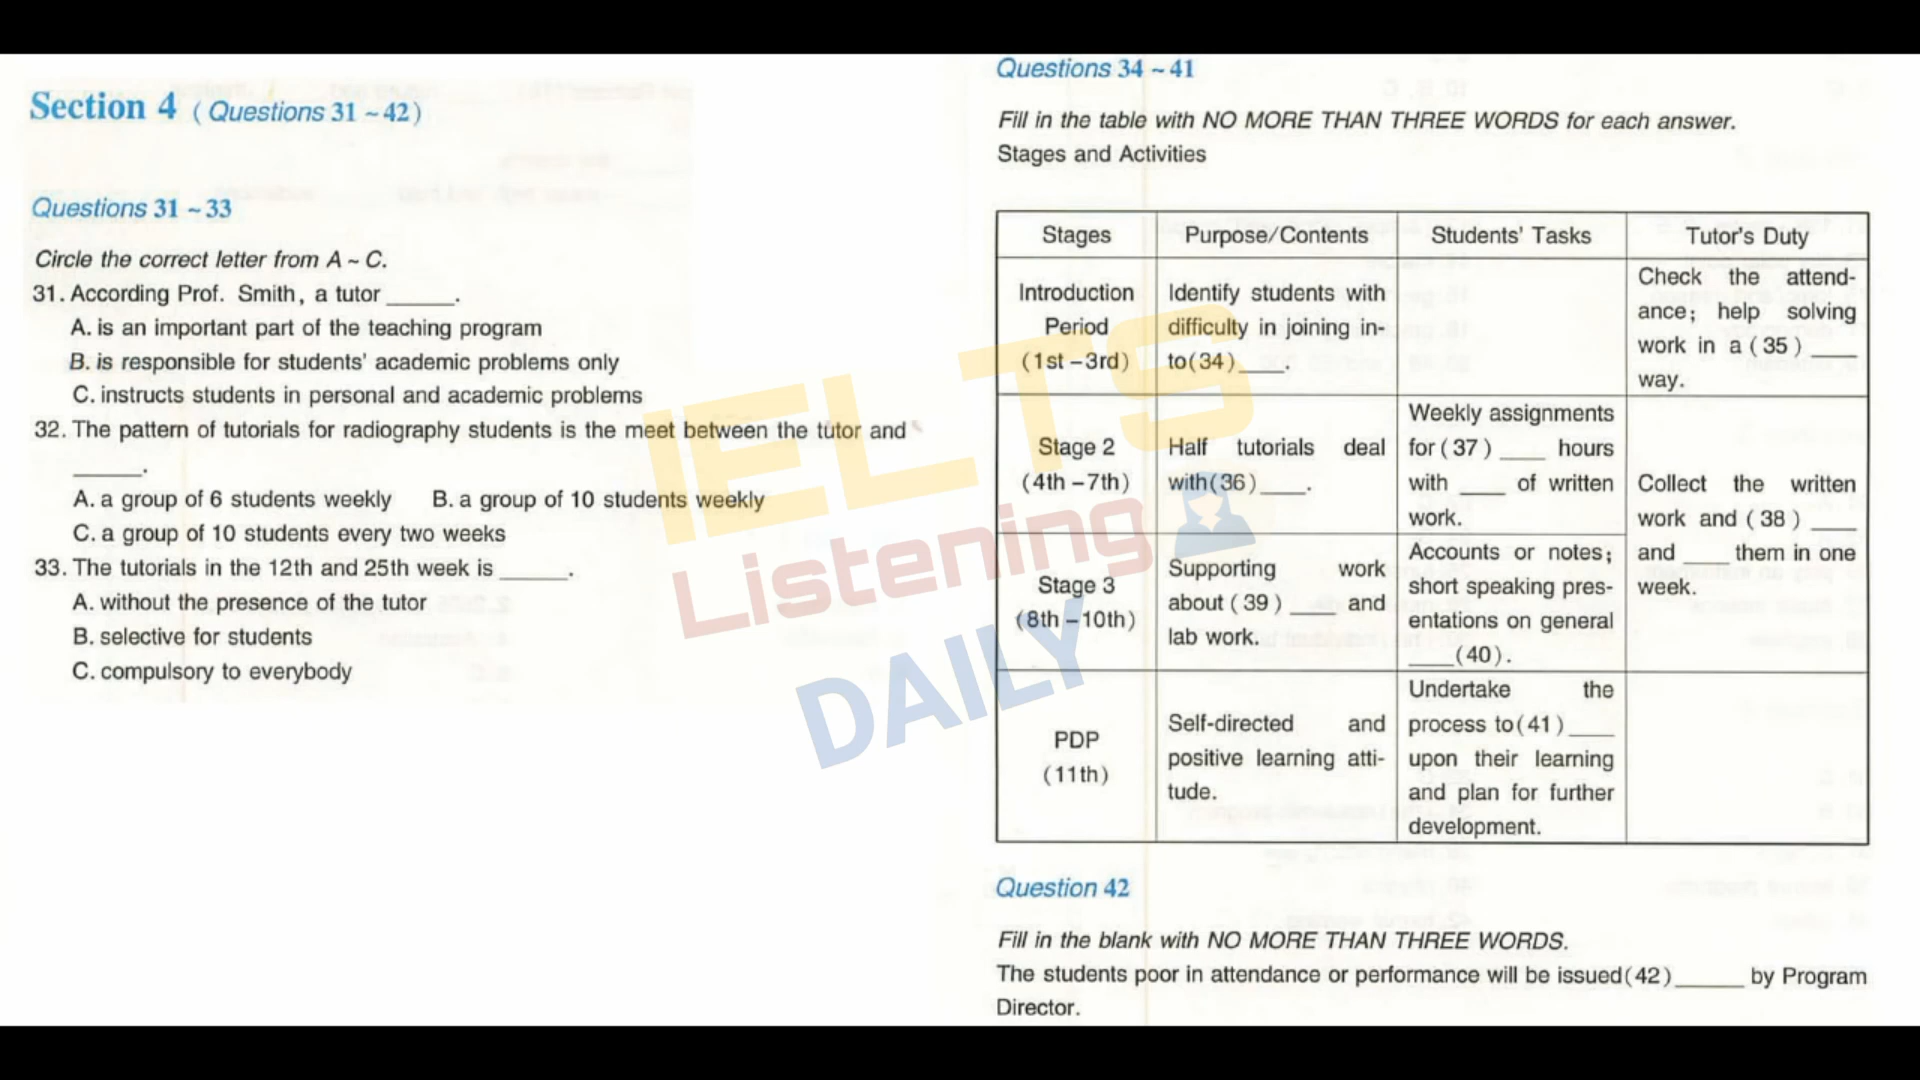 Section 4 ( Questions 31 ~ 42 )
Questions 31 ~ 33
Circle the correct letter from A ~ C.
31. According Prof. Smith, a tutor ______.
A. is an important part of the teaching program
B. is responsible for students' academic problems only
C. instructs students in personal and academic problems
32. The pattern of tutorials for radiography students is the meet between the tutor and
______.
A. a group of 6 students weekly B. a group of 10 students weekly
C. a group of 10 students every two weeks
33. The tutorials in the 12th and 25th week is ______.
A. without the presence of the tutor
B. selective for students
C. compulsory to everybody
Questions 34 ~ 41
Fill in the table with NO MORE THAN THREE WORDS for each answer.
Stages and Activities
Stages Purpose/Contents Students' Tasks Tutor's Duty
Introduction
Period
(1st – 3rd)
Identify students with
difficulty in joining in-
to (34) ____.
Check the attend-
ance; help solving
work in a (35) ____
way.
Stage 2
(4th – 7th)
Half tutorials deal
with (36) ____.
Weekly assignments
for (37) ____ hours
with ____ of written
work.
Collect the written
work and (38) ____
and ____ them in one
week.
Stage 3
(8th – 10th)
Supporting work
about (39) ____ and
lab work.
Accounts or notes;
short speaking pres-
entations on general
____ (40).
PDP
(11th)
Self-directed and
positive learning atti-
tude.
Undertake the
process to (41) ____
upon their learning
and plan for further
development.
Question 42
Fill in the blank with NO MORE THAN THREE WORDS.
The students poor in attendance or performance will be issued (42) ______ by Program
Director.
IELTS
Listening
DAILY